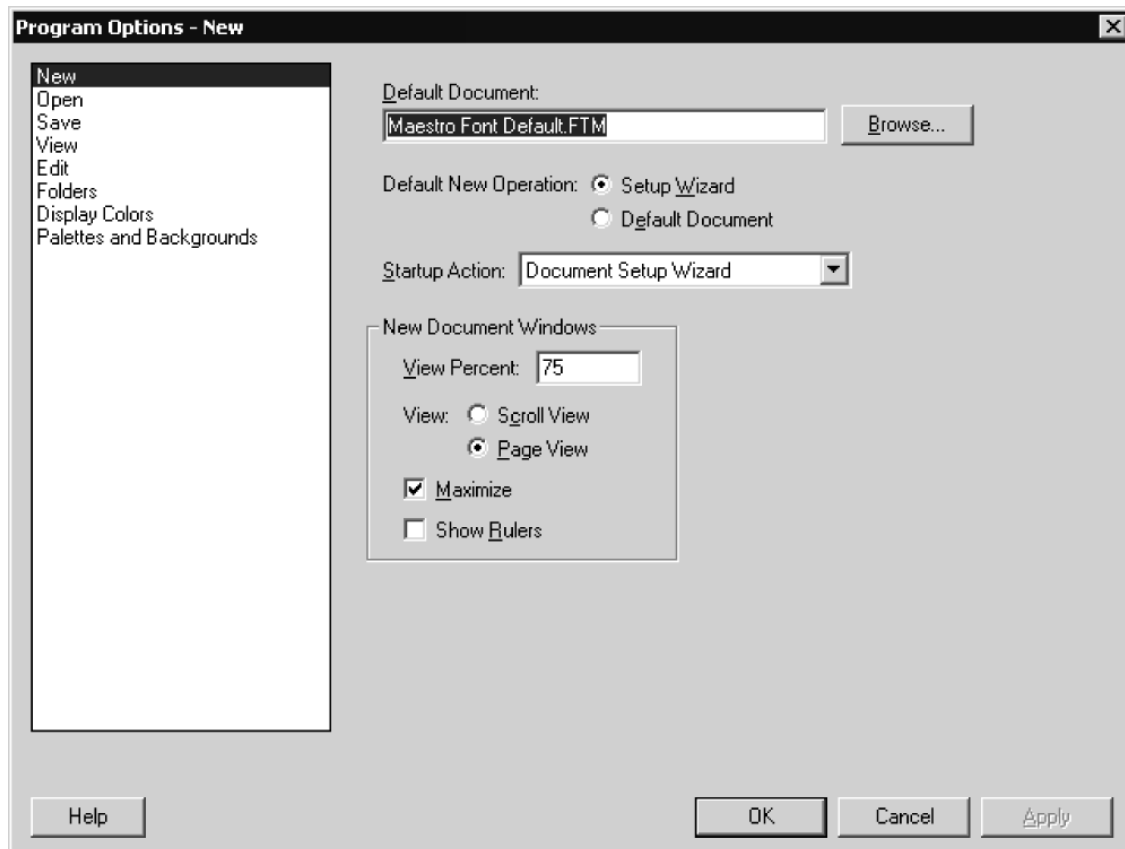 Program Options - New
New
Open
Save
View
Edit
Folders
Display Colors
Palettes and Backgrounds
Default Document:
Maestro Font Default.FTM
Browse...
Default New Operation: Setup Wizard
Default Document
Startup Action: Document Setup Wizard
New Document Windows
View Percent: 75
View: Scroll View
Page View
Maximize
Show Rulers
Help
OK
Cancel
Apply